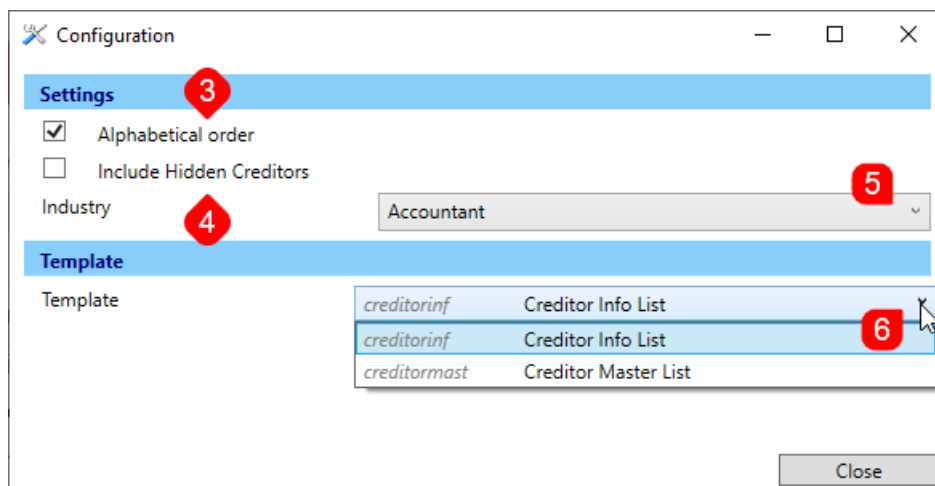 Configuration
Settings
3
Alphabetical order
Include Hidden Creditors
4
Industry
Accountant
5
Template
Template
creditorinf Creditor Info List
creditorinf Creditor Info List
6
creditormast Creditor Master List
Close